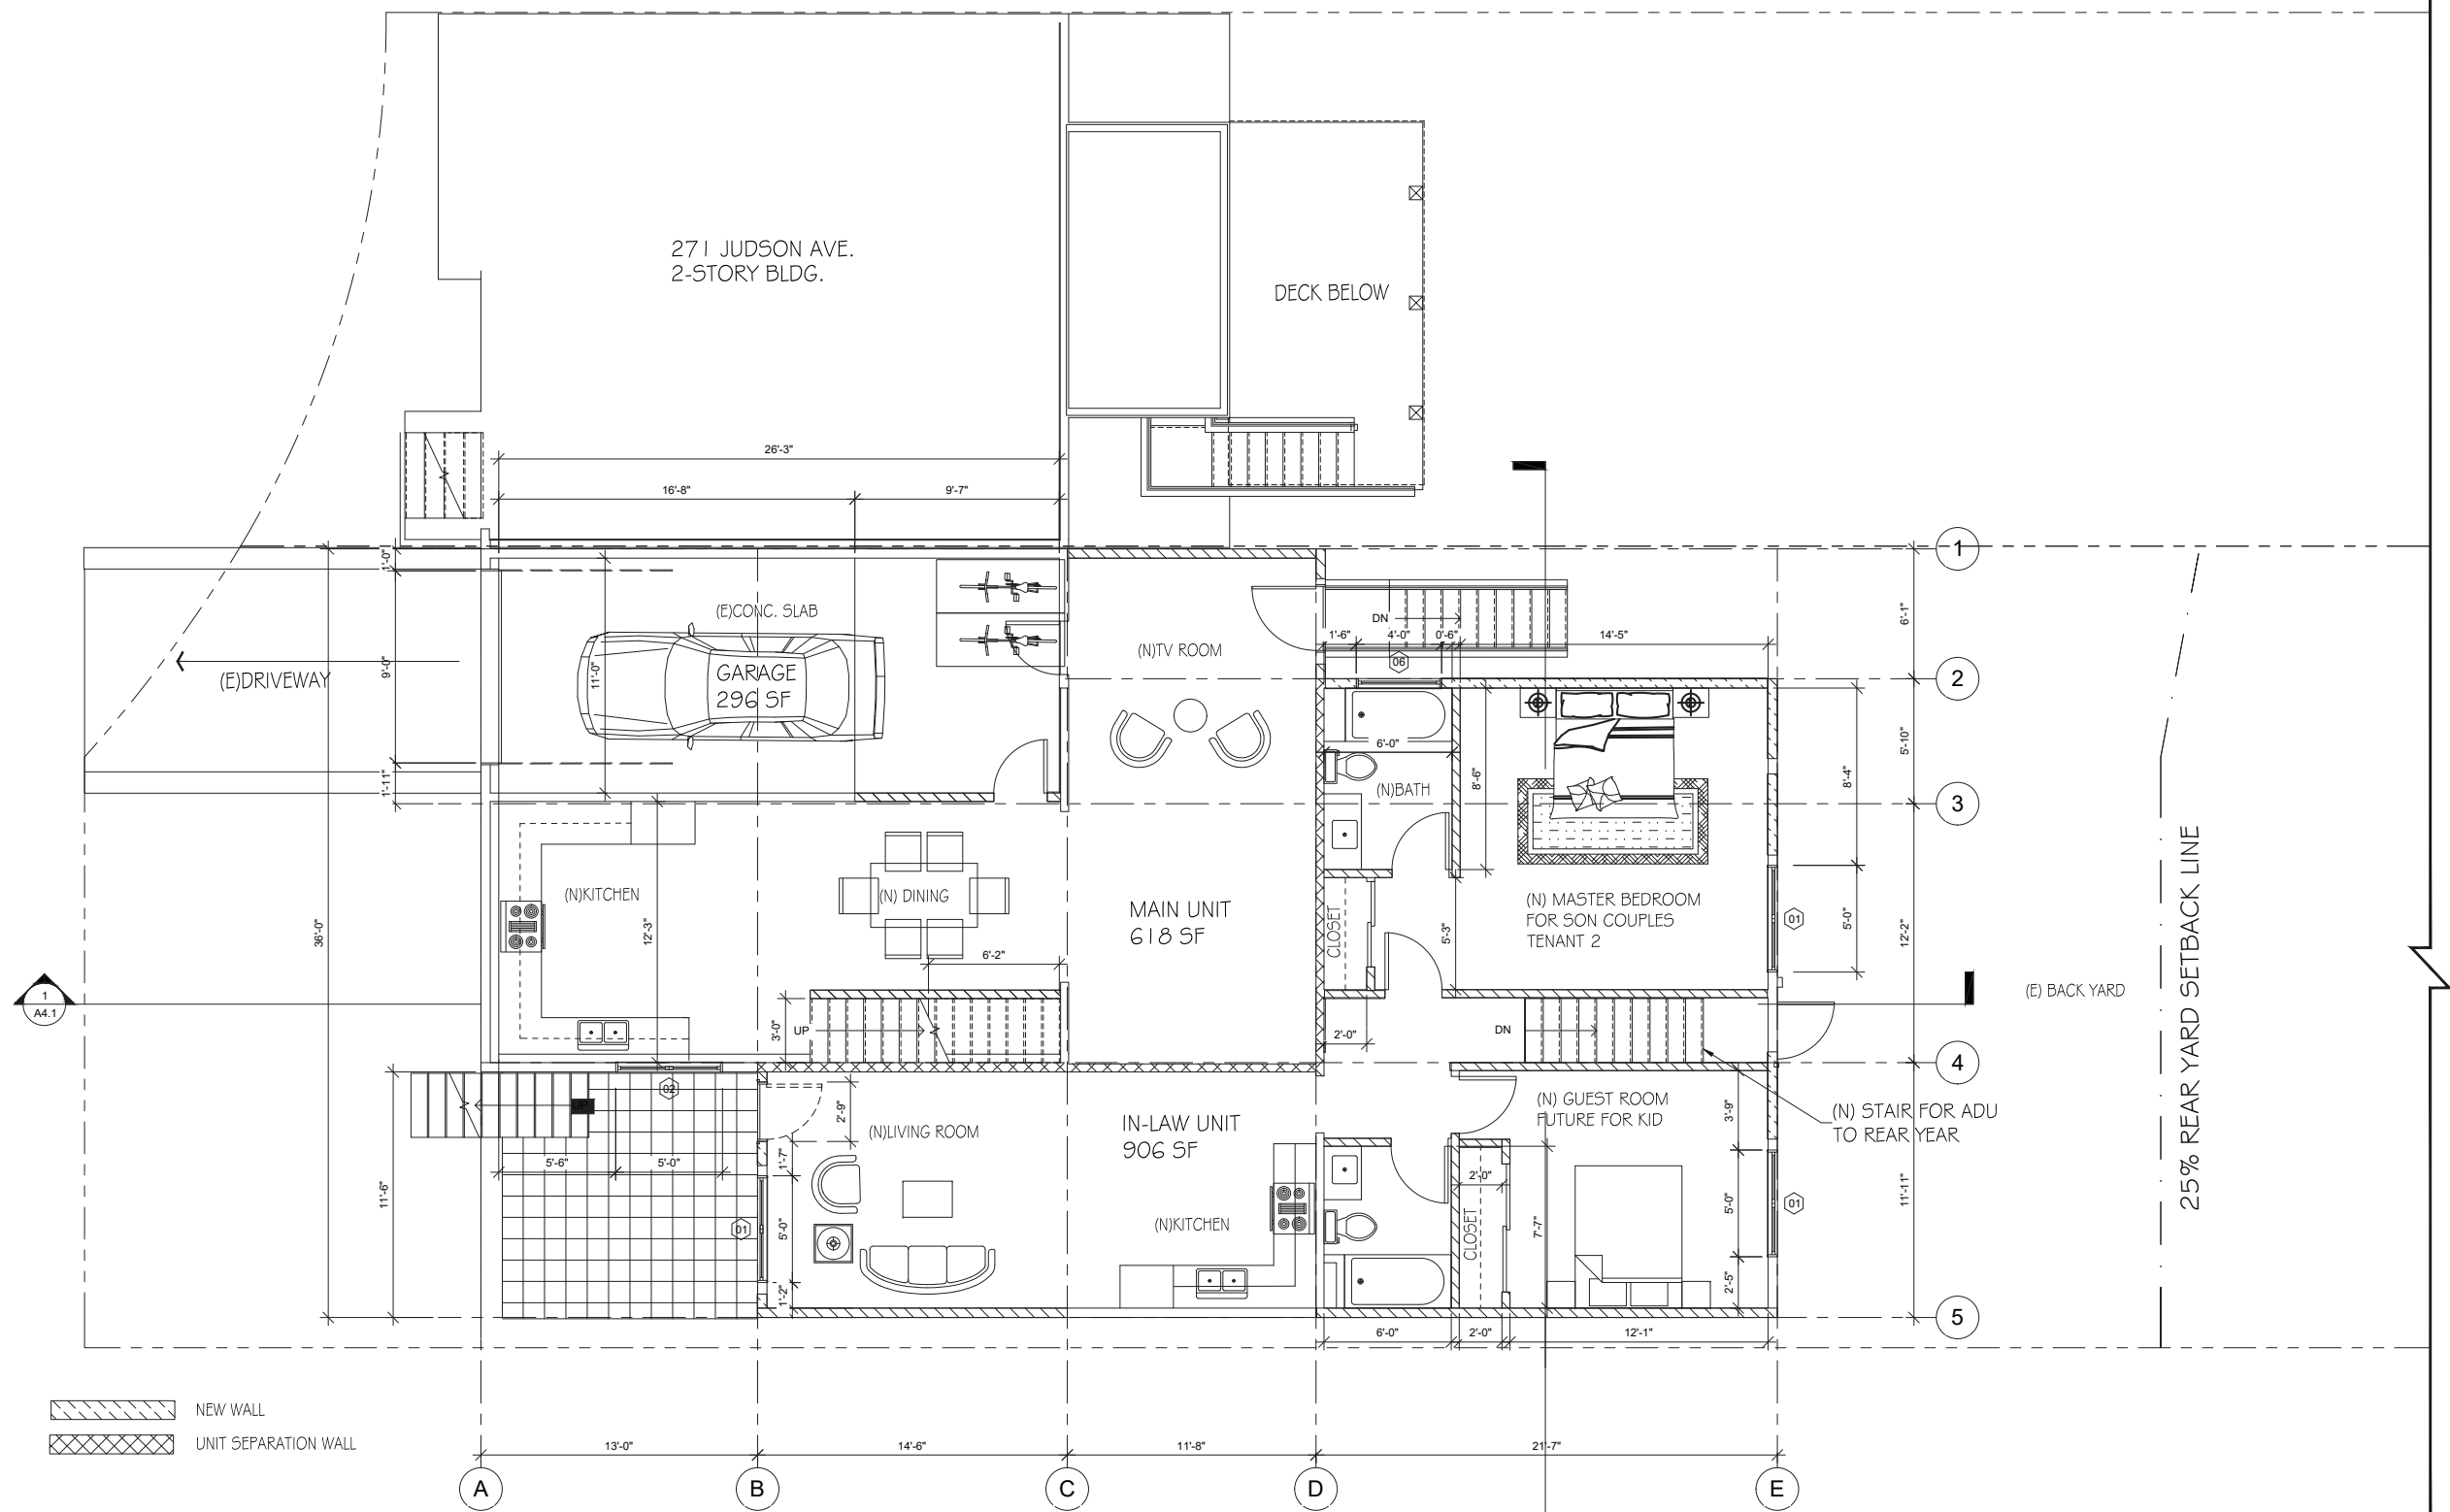 271 JUDSON AVE.
2-STORY BLDG.
DECK BELOW
26'-3"
16'-8"
9'-7"
1'-0"
9'-0"
1'-11"
36'-0"
11'-6"
(E)DRIVEWAY
(E)CONC. SLAB
11'-0"
GARAGE
296 SF
(N)TV ROOM
DN
1'-6"
4'-0"
0'-6"
14'-5"
06
6'-0"
8'-6"
(N)BATH
8'-4"
5'-0"
1
6'-1"
2
5'-10"
3
12'-2"
4
11'-11"
5
(N)KITCHEN
12'-3"
(N) DINING
6'-2"
MAIN UNIT
618 SF
CLOSET
5'-3"
(N) MASTER BEDROOM
FOR SON COUPLES
TENANT 2
01
25% REAR YARD SETBACK LINE
(E) BACK YARD
1
A4.1
3'-0"
UP
2'-0"
DN
02
UP
2'-9"
(N)LIVING ROOM
IN-LAW UNIT
906 SF
(N) GUEST ROOM
FUTURE FOR KID
3'-9"
(N) STAIR FOR ADU
TO REAR YEAR
5'-6"
5'-0"
1'-7"
01
5'-0"
1'-2"
(N)KITCHEN
2'-0"
CLOSET
7'-7"
5'-0"
01
2'-5"
6'-0"
2'-0"
12'-1"
NEW WALL
UNIT SEPARATION WALL
13'-0"
14'-6"
11'-8"
21'-7"
A
B
C
D
E